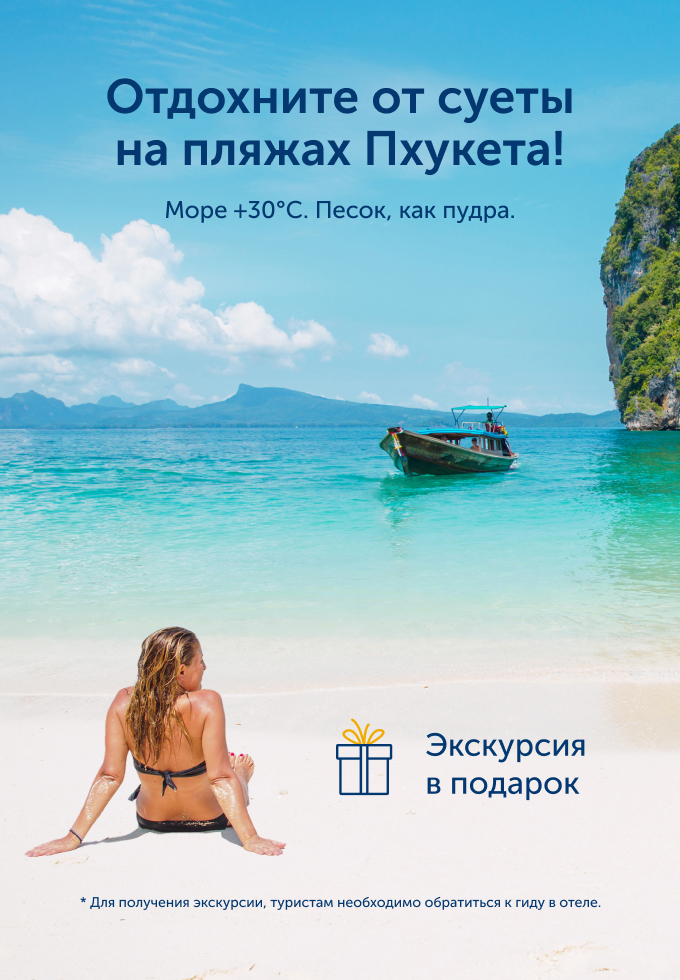 Отдохните от суеты
на пляжах Пхукета!
Море +30°C. Песок, как пудра.
Экскурсия
в подарок
* Для получения экскурсии, туристам необходимо обратиться к гиду в отеле.